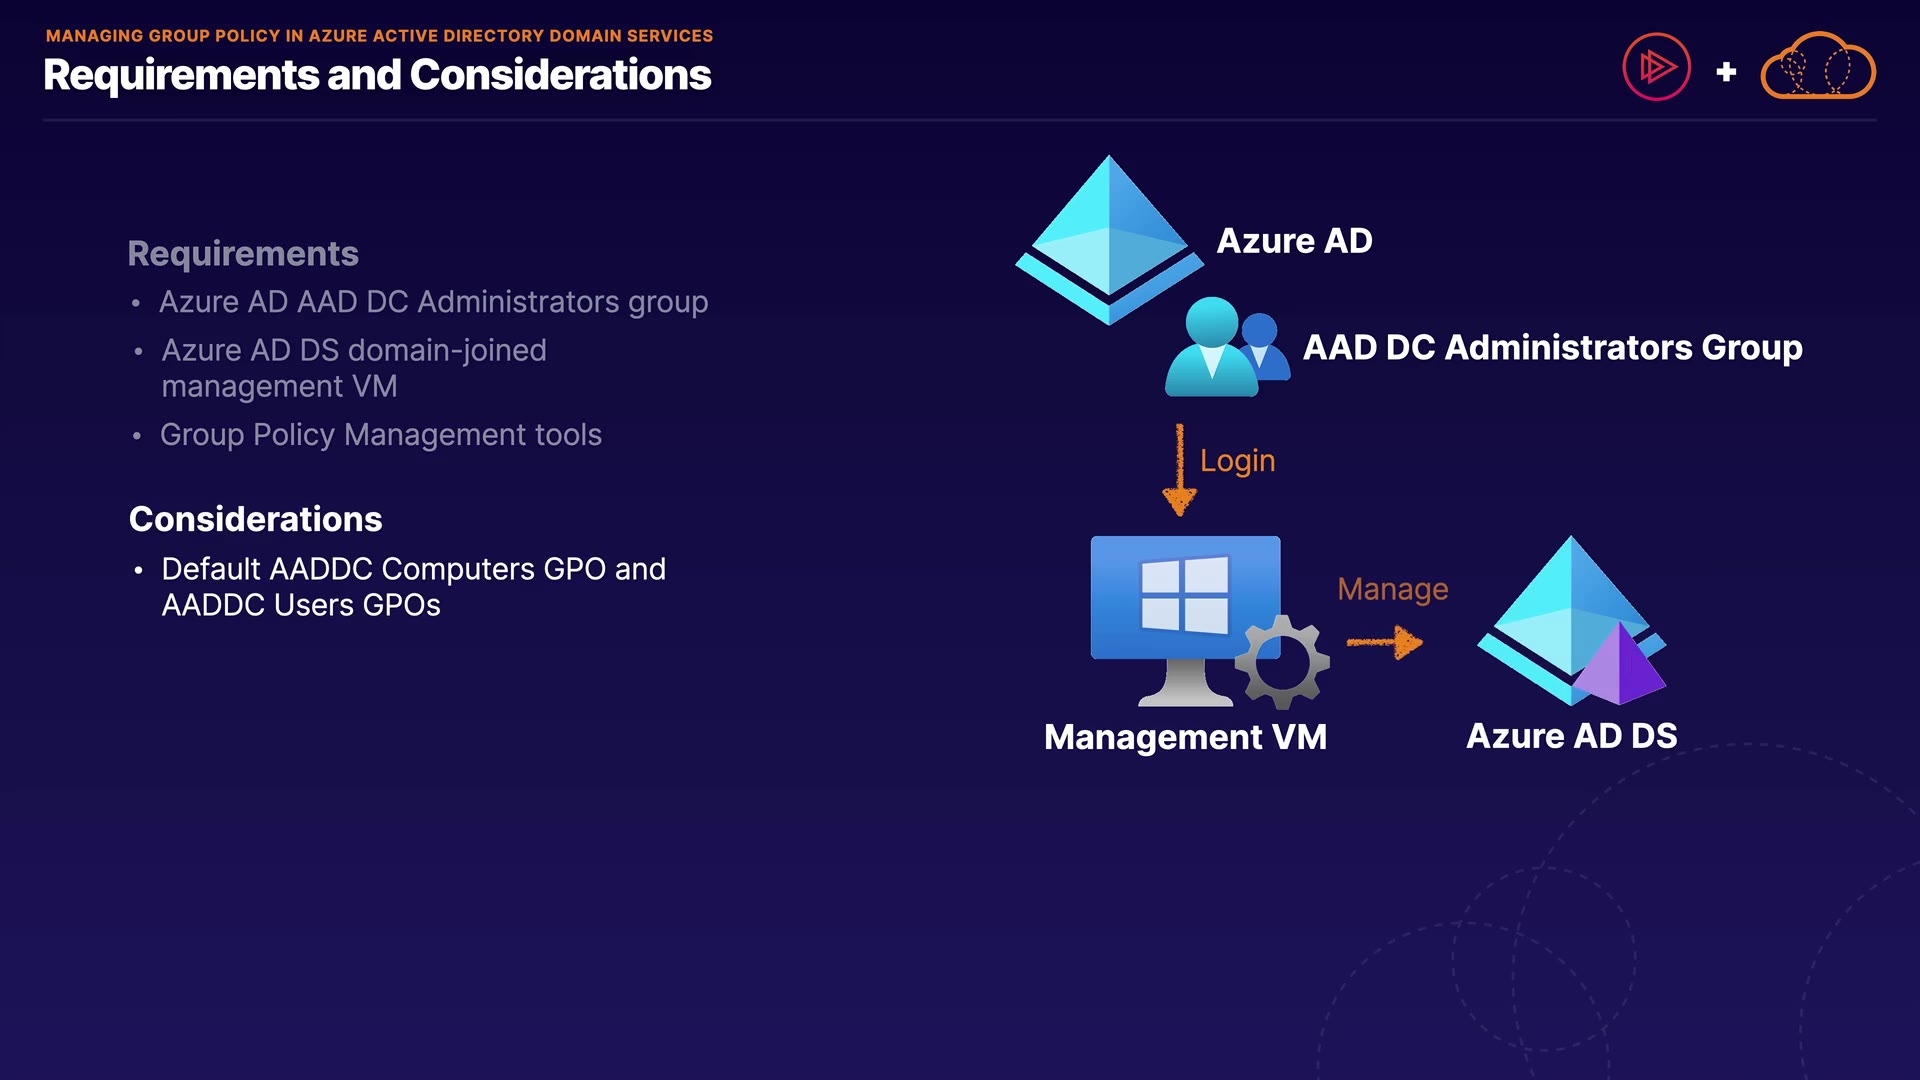 MANAGING GROUP POLICY IN AZURE ACTIVE DIRECTORY DOMAIN SERVICES
Requirements and Considerations
+
Requirements
• Azure AD AAD DC Administrators group
• Azure AD DS domain-joined
management VM
• Group Policy Management tools
Considerations
• Default AADDC Computers GPO and
AADDC Users GPOs
Azure AD
AAD DC Administrators Group
Login
Manage
Management VM
Azure AD DS